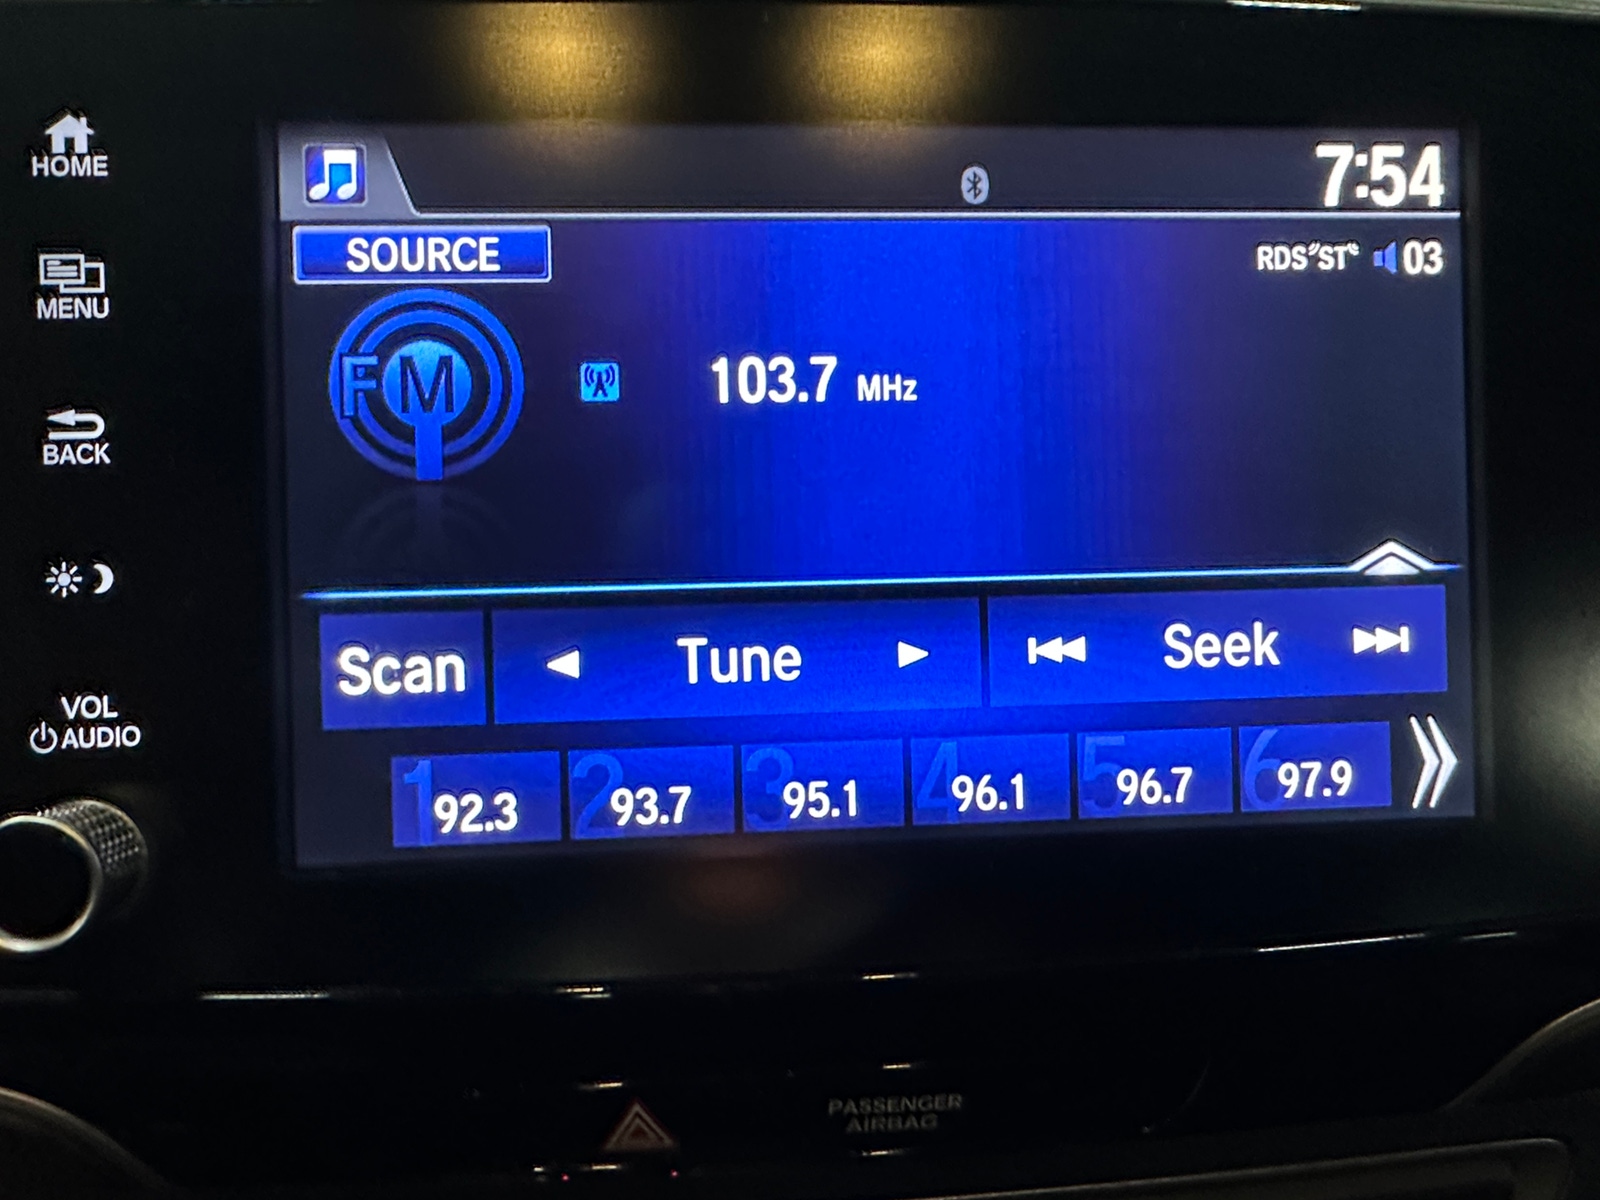 HOME
MENU
BACK
VOL
AUDIO
7:54
SOURCE
RDS ST 03
FM
103.7 MHz
Scan Tune Seek
1 92.3 2 93.7 3 95.1 4 96.1 5 96.7 6 97.9
PASSENGER
AIRBAG